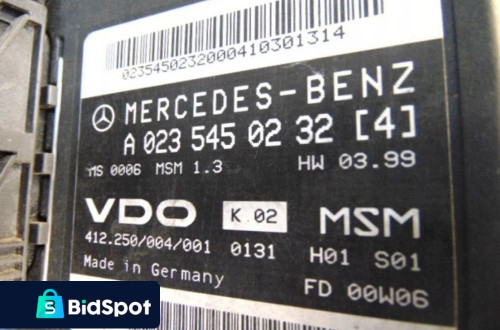 0235450232000410301314
MERCEDES-BENZ
A 023 545 02 32 [4]
MS 0006 MSM 1.3 HW 03.99
VDO K.02 MSM
412.250/004/001 0131 H01 S01
Made in Germany FD 00W06
BidSpot